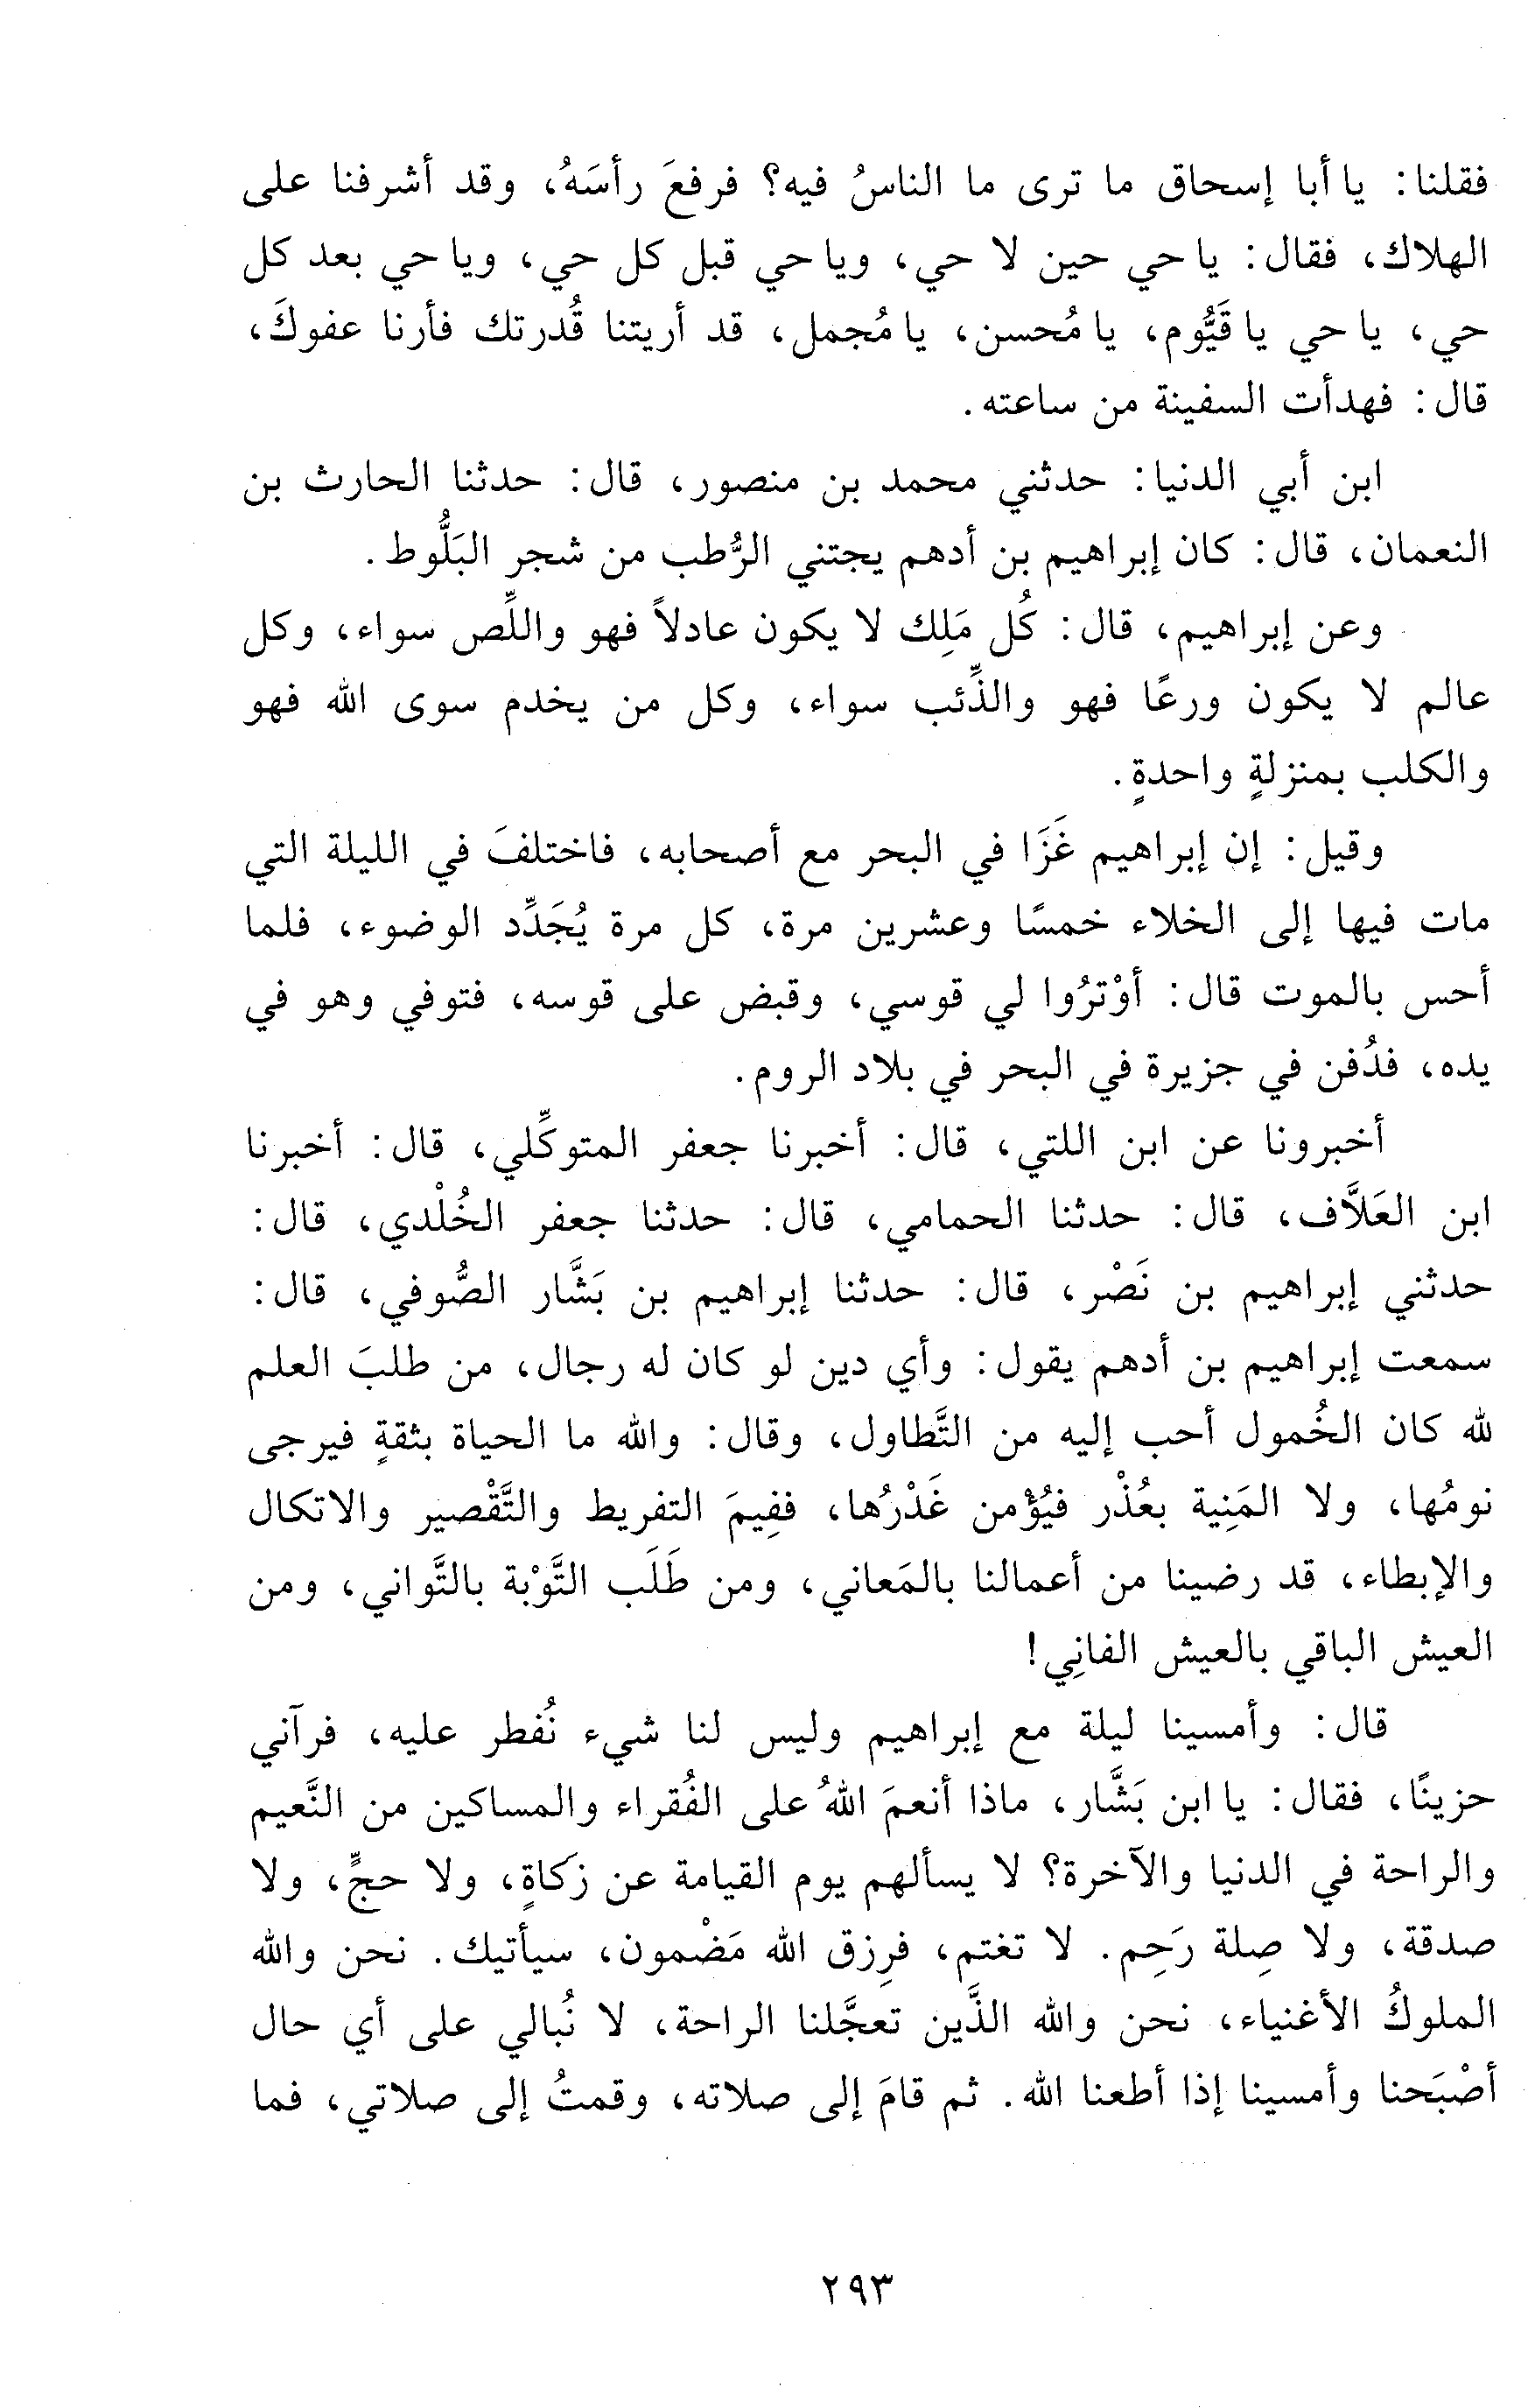 فقلنا: يا أبا إسحاق ما ترى ما الناسُ فيه؟ فرفعَ رأسَهُ، وقد أشرفنا على
الهلاك، فقال: يا حي حين لا حي، ويا حي قبل كل حي، ويا حي بعد كل
حي، يا حي يا قَيُّوم، يا مُحسن، يا مُجمل، قد أريتنا قُدرتك فأرنا عفوكَ،
قال: فهدأت السفينة من ساعته.
ابن أبي الدنيا: حدثني محمد بن منصور، قال: حدثنا الحارث بن
النعمان، قال: كان إبراهيم بن أدهم يجتني الرُّطب من شجر البَلُّوط.
وعن إبراهيم، قال: كُل مَلِك لا يكون عادلاً فهو واللِّص سواء، وكل
عالم لا يكون ورعًا فهو والذِّئب سواء، وكل من يخدم سوى الله فهو
والكلب بمنزلةٍ واحدةٍ.
وقيل: إن إبراهيم غَزَا في البحر مع أصحابه، فاختلفَ في الليلة التي
مات فيها إلى الخلاء خمسًا وعشرين مرة، كل مرة يُجَدِّد الوضوء، فلما
أحس بالموت قال: أوْترُوا لي قوسي، وقبض على قوسه، فتوفي وهو في
يده، فدُفن في جزيرة في البحر في بلاد الروم.
أخبرونا عن ابن اللتي، قال: أخبرنا جعفر المتوكِّلي، قال: أخبرنا
ابن العَلاَّف، قال: حدثنا الحمامي، قال: حدثنا جعفر الخُلْدي، قال:
حدثني إبراهيم بن نَصْر، قال: حدثنا إبراهيم بن بَشَّار الصُّوفي، قال:
سمعت إبراهيم بن أدهم يقول: وأي دين لو كان له رجال، من طلبَ العلم
لله كان الخُمول أحب إليه من التَّطاول، وقال: والله ما الحياة بثقةٍ فيرجى
نومُها، ولا المَنِية بعُذْر فيُؤْمن غَدْرُها، ففِيمَ التفريط والتَّقْصير والاتكال
والإبطاء، قد رضينا من أعمالنا بالمَعاني، ومن طَلَب التَّوْبة بالتَّواني، ومن
العيش الباقي بالعيش الفانِي!
قال: وأمسينا ليلة مع إبراهيم وليس لنا شيء نُفطر عليه، فرآني
حزينًا، فقال: يا ابن بَشَّار، ماذا أنعمَ اللهُ على الفُقراء والمساكين من النَّعيم
والراحة في الدنيا والآخرة؟ لا يسألهم يوم القيامة عن زكاةٍ، ولا حجٍّ، ولا
صدقة، ولا صِلة رَحِم. لا تغتم، فرِزق الله مَضْمون، سيأتيك. نحن والله
الملوكُ الأغنياء، نحن والله الذَّين تعجَّلنا الراحة، لا نُبالي على أي حال
أصْبَحنا وأمسينا إذا أطعنا الله. ثم قامَ إلى صلاته، وقمتُ إلى صلاتي، فما
٢٩٣